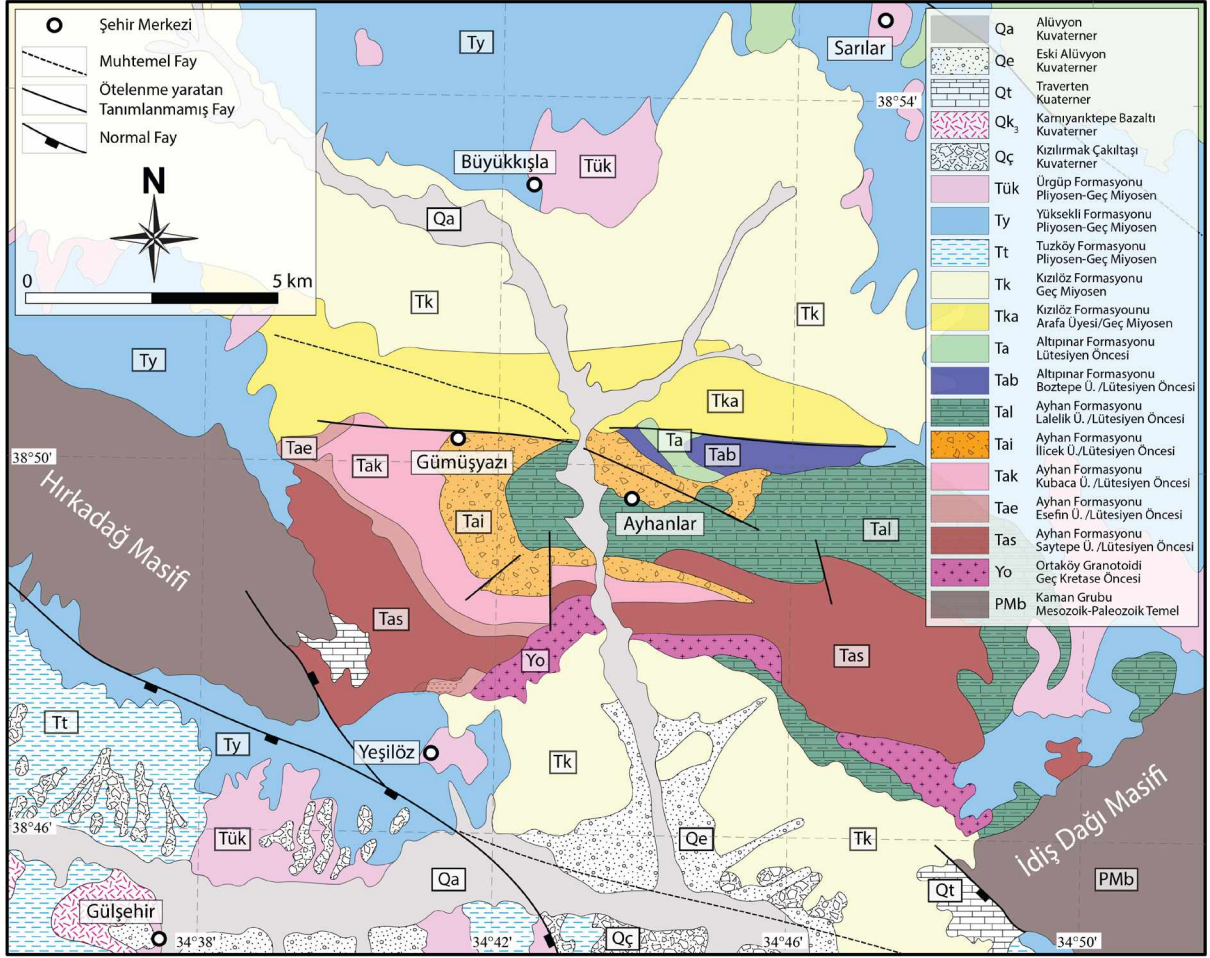 Şehir Merkezi
Muhtemel Fay
Ötelenme yaratan
Tanımlanmamış Fay
Normal Fay
N
0
5 km
Qa
Alüvyon
Kuvaterner
Qe
Eski Alüvyon
Kuvaterner
Qt
Traverten
Kuaterner
Qk3
Karnıyarıktepe Bazaltı
Kuvaterner
Qç
Kızılırmak Çakıltaşı
Kuvaterner
Tük
Ürgüp Formasyonu
Pliyosen-Geç Miyosen
Ty
Yüksekli Formasyonu
Pliyosen-Geç Miyosen
Tt
Tuzköy Formasyonu
Pliyosen-Geç Miyosen
Tk
Kızılöz Formasyonu
Geç Miyosen
Tka
Kızılöz Formasyounu
Arafa Üyesi/Geç Miyosen
Ta
Altıpınar Formasyonu
Lütesiyen Öncesi
Tab
Altıpınar Formasyonu
Boztepe Ü. /Lütesiyen Öncesi
Tal
Ayhan Formasyonu
Lalelik Ü. /Lütesiyen Öncesi
Tai
Ayhan Formasyonu
İlicek Ü./Lütesiyen Öncesi
Tak
Ayhan Formasyonu
Kubaca Ü. /Lütesiyen Öncesi
Tae
Ayhan Formasyonu
Esefin Ü. /Lütesiyen Öncesi
Tas
Ayhan Formasyonu
Saytepe Ü. /Lütesiyen Öncesi
Yo
Ortaköy Granotoidi
Geç Kretase Öncesi
PMb
Kaman Grubu
Mesozoik-Paleozoik Temel
Ty
Sarılar
38°54'
Büyükkışla
Tük
Qa
Tk
Tk
Ty
Tka
Tae
Ta
38°50'
Tak
Gümüşyazı
Tab
Hırkadağ Masifi
Tai
Ayhanlar
Tal
Tas
Yo
Tas
Tt
Ty
Yeşilöz
Tk
38°46'
Tük
Qe
Tk
İdiş Dağı Masifi
Qa
Qt
PMb
Gülşehir
34°38'
34°42'
Qç
34°46'
34°50'